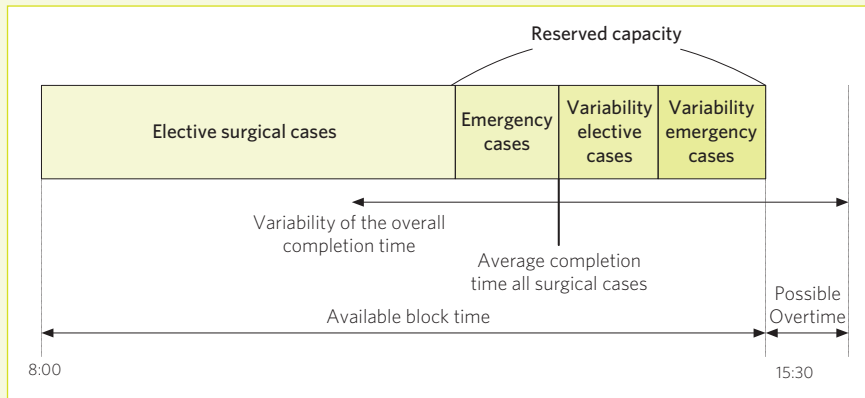 Reserved capacity
Elective surgical cases
Emergency
cases
Variability
elective
cases
Variability
emergency
cases
Variability of the overall
completion time
Average completion
time all surgical cases
Possible
Overtime
Available block time
8:00
15:30